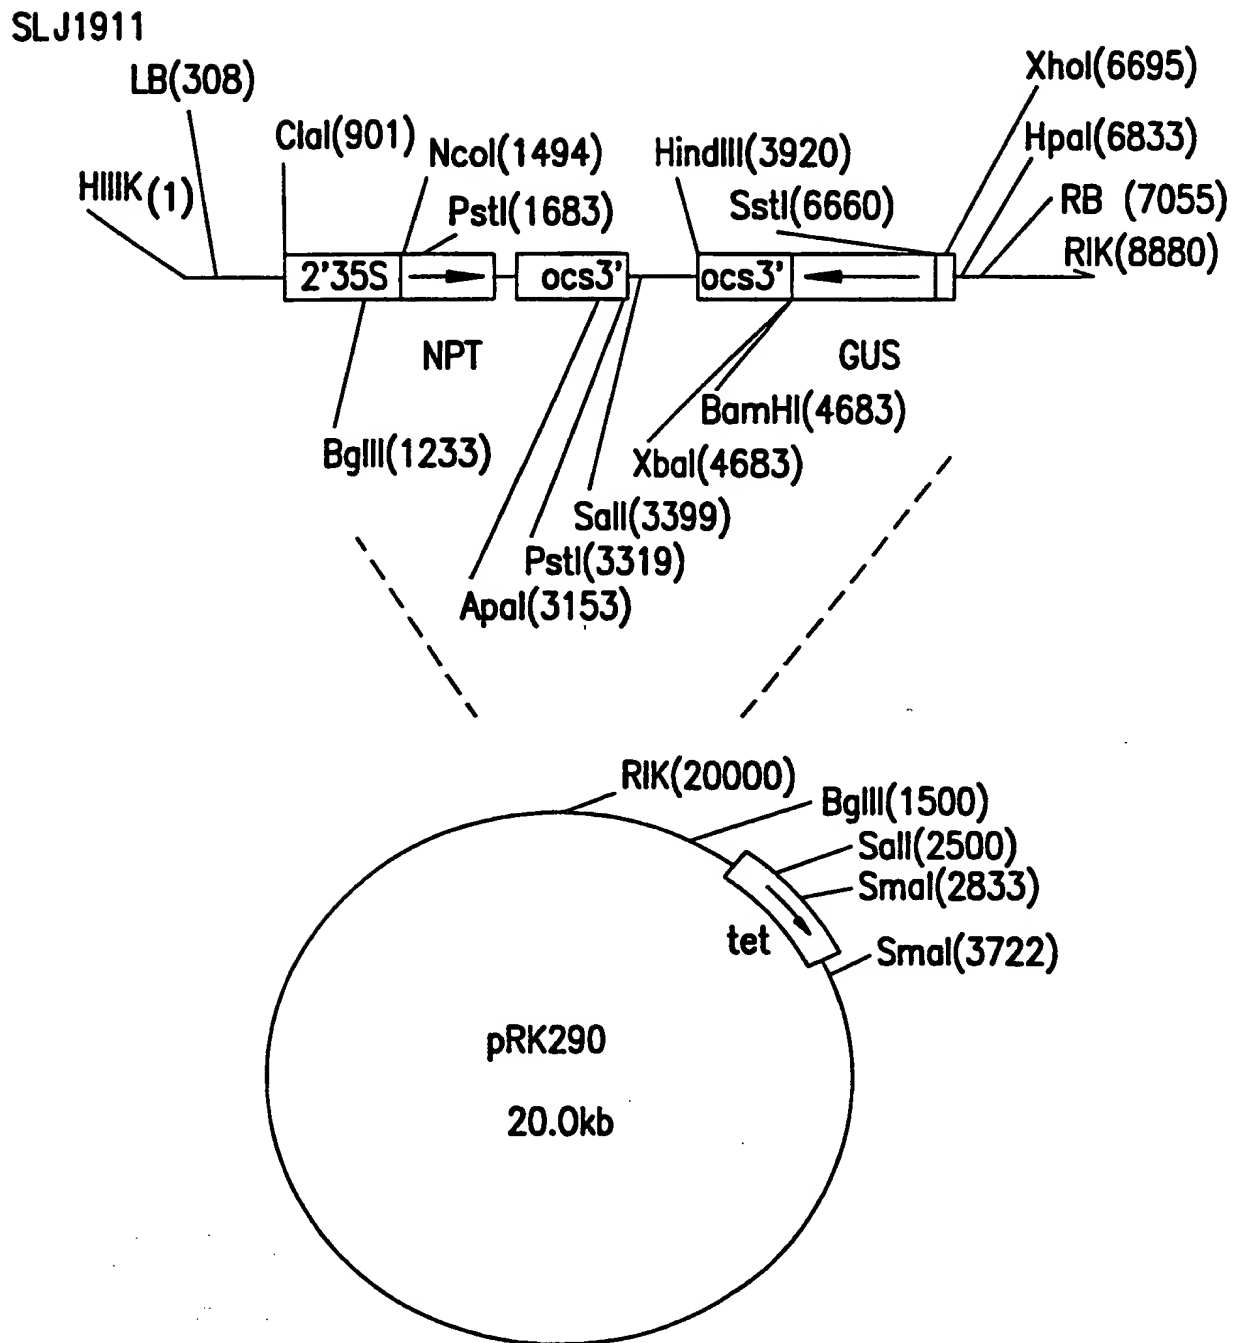 SLJ1911
LB(308)
XhoI(6695)
ClaI(901)
NcoI(1494)
HindIII(3920)
HpaI(6833)
HIIIK(1)
PstI(1683)
SstI(6660)
RB (7055)
RIK(8880)
2'35S
ocs3'
ocs3'
NPT
GUS
BamHI(4683)
BglII(1233)
XbaI(4683)
SalI(3399)
PstI(3319)
ApaI(3153)
RIK(20000)
BglII(1500)
SalI(2500)
SmaI(2833)
tet
SmaI(3722)
pRK290
20.0kb